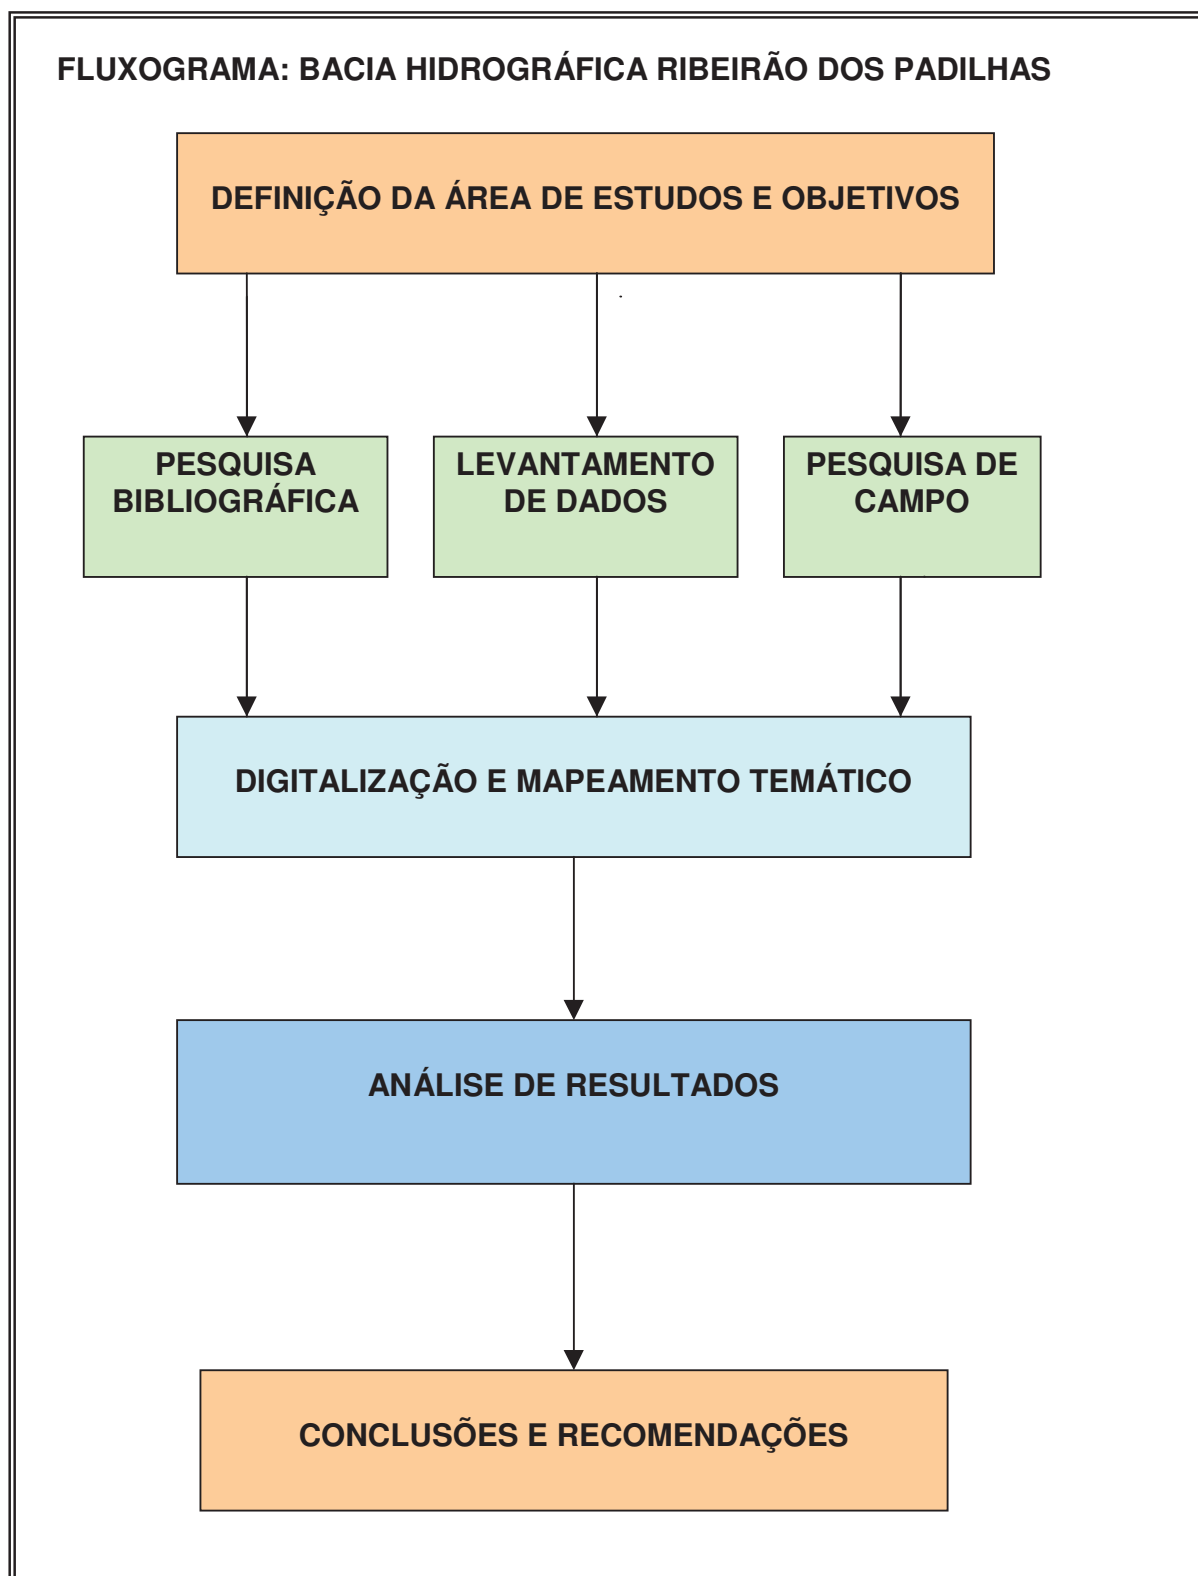 FLUXOGRAMA: BACIA HIDROGRÁFICA RIBEIRÃO DOS PADILHAS
DEFINIÇÃO DA ÁREA DE ESTUDOS E OBJETIVOS
PESQUISA
BIBLIOGRÁFICA
LEVANTAMENTO
DE DADOS
PESQUISA DE
CAMPO
DIGITALIZAÇÃO E MAPEAMENTO TEMÁTICO
ANÁLISE DE RESULTADOS
CONCLUSÕES E RECOMENDAÇÕES